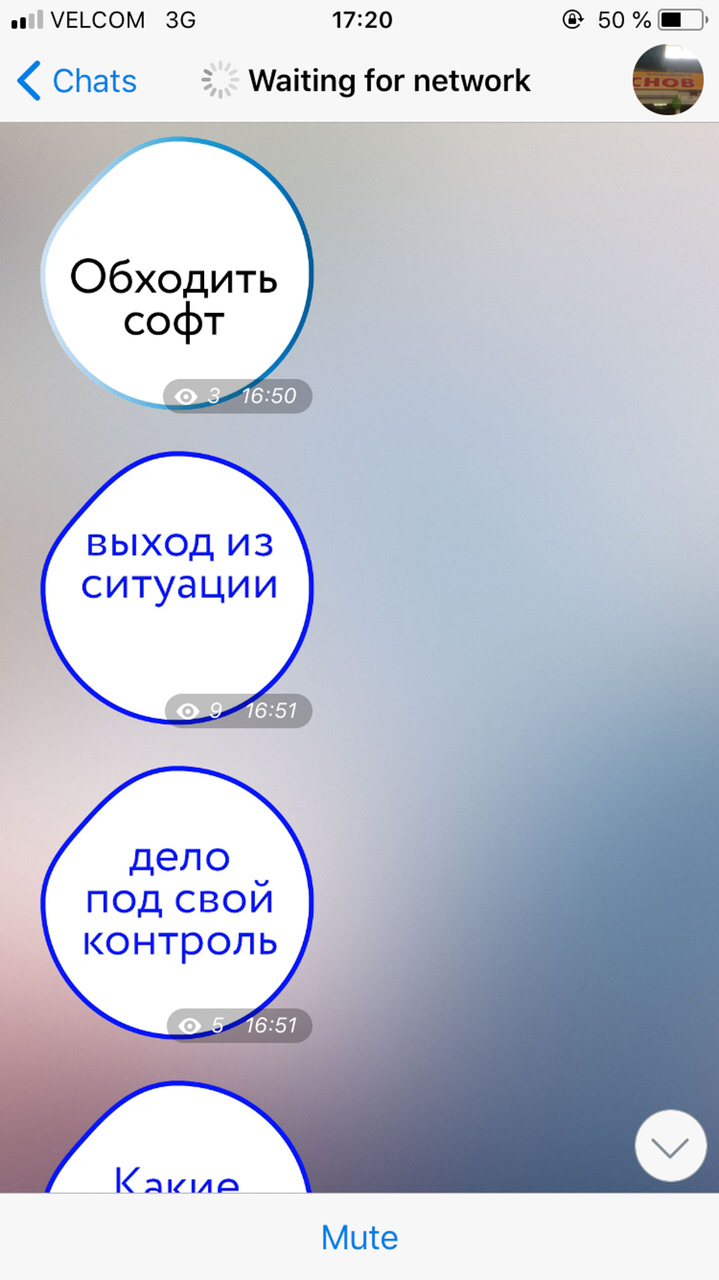 VELCOM 3G 17:20 50 %
Chats Waiting for network
СНОВ
Обходить
софт
3 16:50
выход из
ситуации
9 16:51
дело
под свой
контроль
5 16:51
Какие
Mute